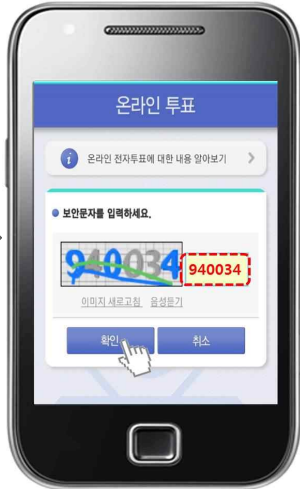 온라인 투표
i 온라인 전자투표에 대한 내용 알아보기 >
보안문자를 입력하세요.
940034 940034
이미지 새로고침 음성듣기
확인 취소